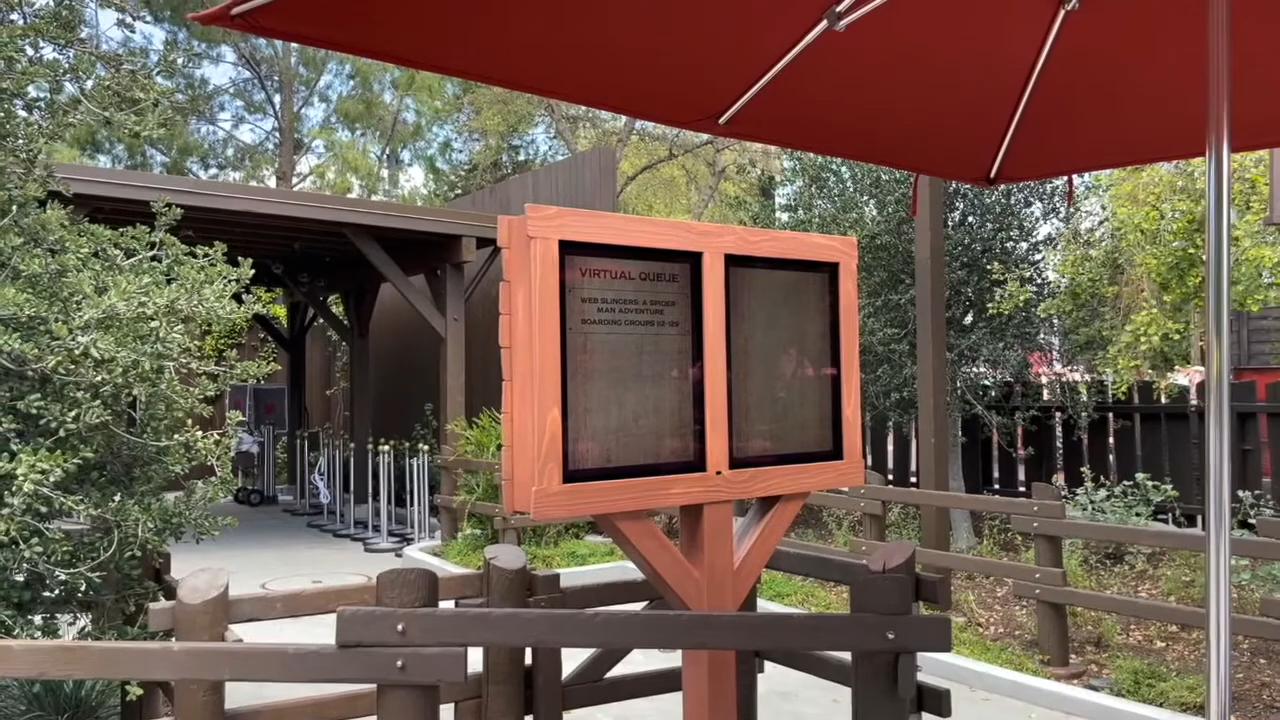 VIRTUAL QUEUE
WEB SLINGERS: A SPIDER
MAN ADVENTURE
BOARDING GROUPS 112-129